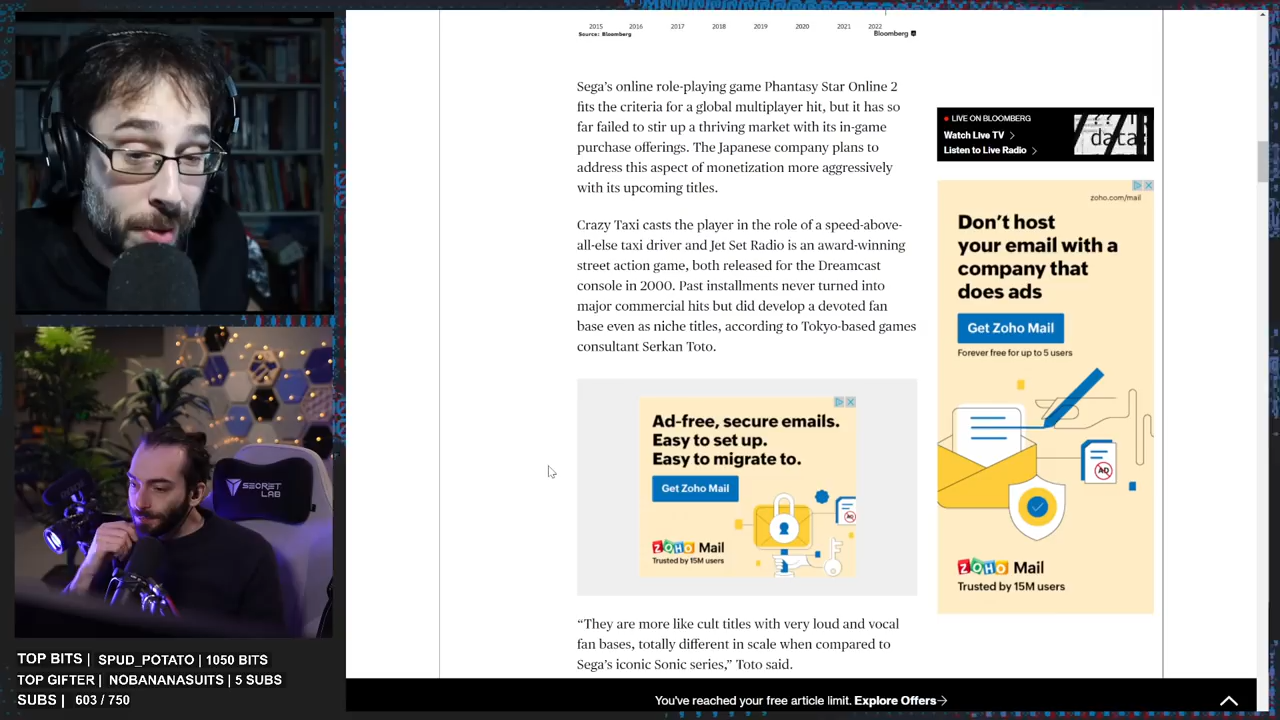 2015 2016 2017 2018 2019 2020 2021 2022
Source: Bloomberg
Bloomberg
Sega's online role-playing game Phantasy Star Online 2
fits the criteria for a global multiplayer hit, but it has so
far failed to stir up a thriving market with its in-game
purchase offerings. The Japanese company plans to
address this aspect of monetization more aggressively
with its upcoming titles.
Crazy Taxi casts the player in the role of a speed-above-
all-else taxi driver and Jet Set Radio is an award-winning
street action game, both released for the Dreamcast
console in 2000. Past installments never turned into
major commercial hits but did develop a devoted fan
base even as niche titles, according to Tokyo-based games
consultant Serkan Toto.
Ad-free, secure emails.
Easy to set up.
Easy to migrate to.
Get Zoho Mail
AD
ZOHO Mail
Trusted by 15M users
“They are more like cult titles with very loud and vocal
fan bases, totally different in scale when compared to
Sega's iconic Sonic series,” Toto said.
LIVE ON BLOOMBERG
Watch Live TV
Listen to Live Radio
data
zoho.com/mail
Don't host
your email with a
company that
does ads
Get Zoho Mail
Forever free for up to 5 users
AD
ZOHO Mail
Trusted by 15M users
You've reached your free article limit. Explore Offers
SECRET
LAB
TOP BITS | SPUD_POTATO | 1050 BITS
TOP GIFTER | NOBANANASUITS | 5 SUBS
SUBS | 603 / 750